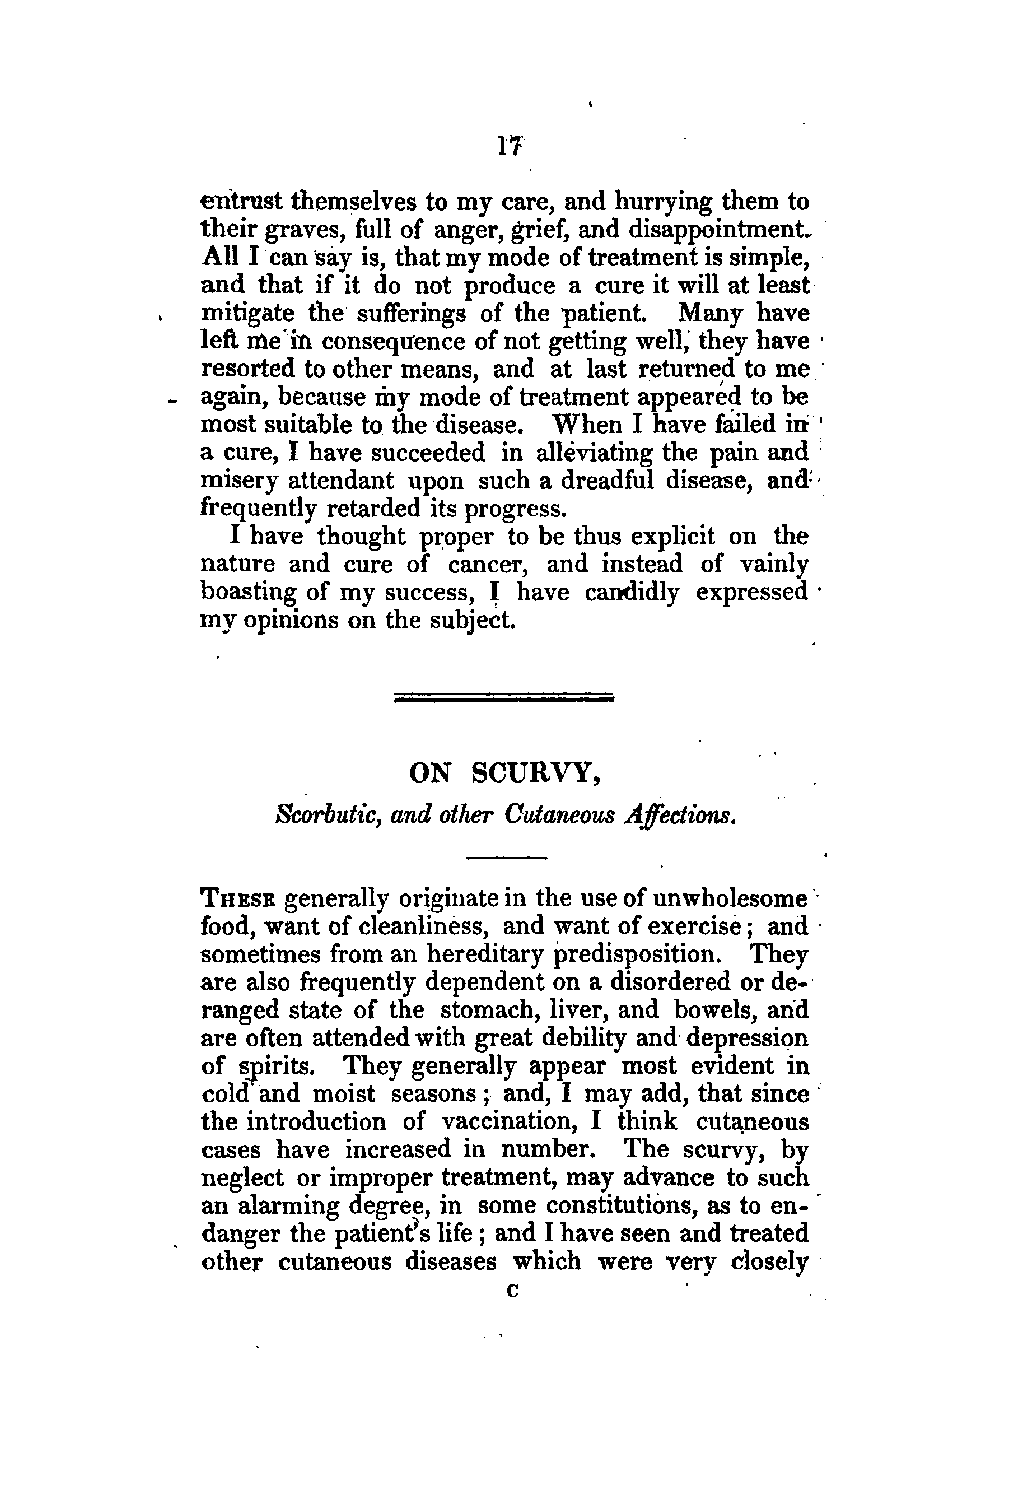 17
entrust themselves to my care, and hurrying them to
their graves, full of anger, grief, and disappointment.
All I can say is, that my mode of treatment is simple,
and that if it do not produce a cure it will at least
mitigate the sufferings of the patient. Many have
left me in consequence of not getting well, they have
resorted to other means, and at last returned to me
again, because my mode of treatment appeared to be
most suitable to the disease. When I have failed in
a cure, I have succeeded in alleviating the pain and
misery attendant upon such a dreadful disease, and
frequently retarded its progress.
I have thought proper to be thus explicit on the
nature and cure of cancer, and instead of vainly
boasting of my success, I have candidly expressed
my opinions on the subject.
ON SCURVY,
Scorbutic, and other Cutaneous Affections.
THESE generally originate in the use of unwholesome
food, want of cleanliness, and want of exercise; and
sometimes from an hereditary predisposition. They
are also frequently dependent on a disordered or de-
ranged state of the stomach, liver, and bowels, and
are often attended with great debility and depression
of spirits. They generally appear most evident in
cold and moist seasons; and, I may add, that since
the introduction of vaccination, I think cutaneous
cases have increased in number. The scurvy, by
neglect or improper treatment, may advance to such
an alarming degree, in some constitutions, as to en-
danger the patient's life; and I have seen and treated
other cutaneous diseases which were very closely
C